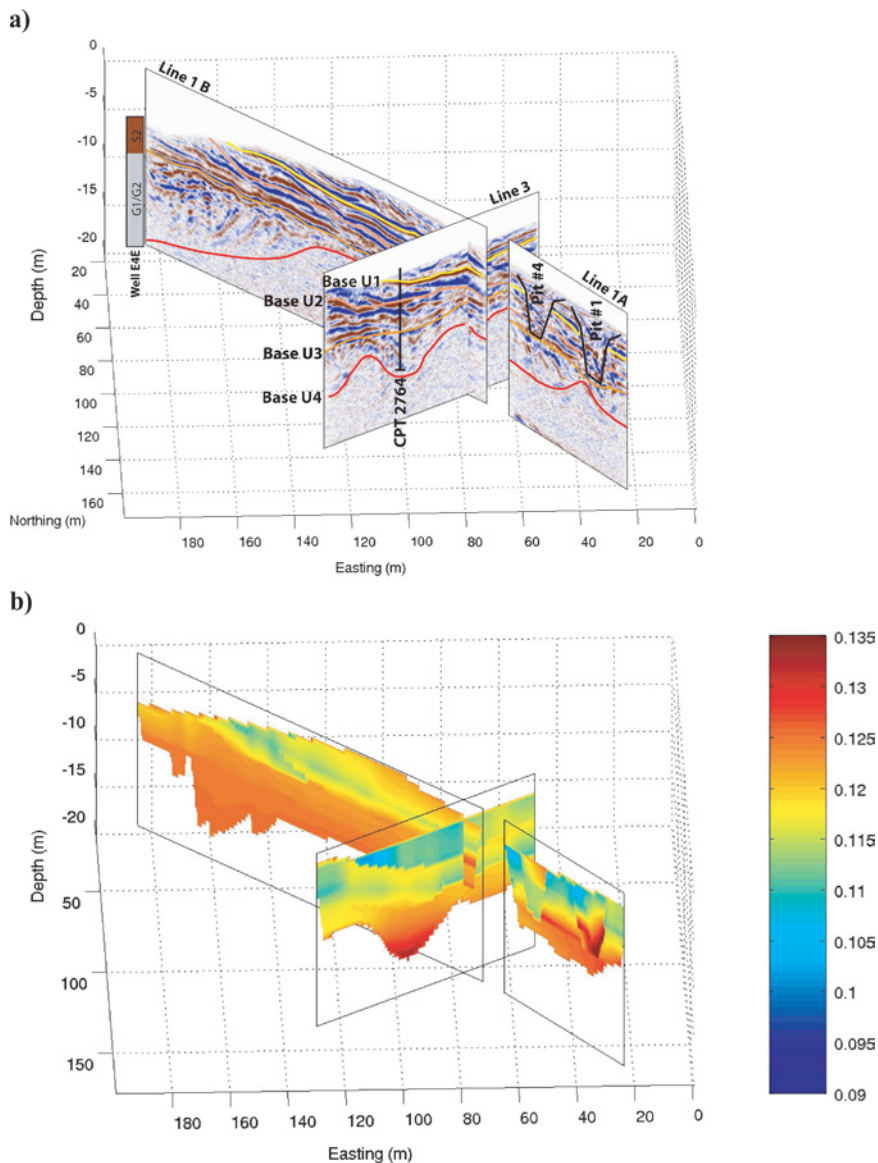 a)
0
-5
-10
-15
-20
Depth (m)
20
40
60
80
100
120
140
160
Northing (m)
180
160
140
120
100
80
60
40
20
0
Easting (m)
Line 1 B
S2
G1/G2
Well E4E
Line 3
Line 1A
Base U1
Base U2
Base U3
Base U4
CPT 2764
Pit #4
Pit #1
b)
0
-5
-10
-15
-20
Depth (m)
50
100
150
180
160
140
120
100
80
60
40
20
0
Easting (m)
0.135
0.13
0.125
0.12
0.115
0.11
0.105
0.1
0.095
0.09